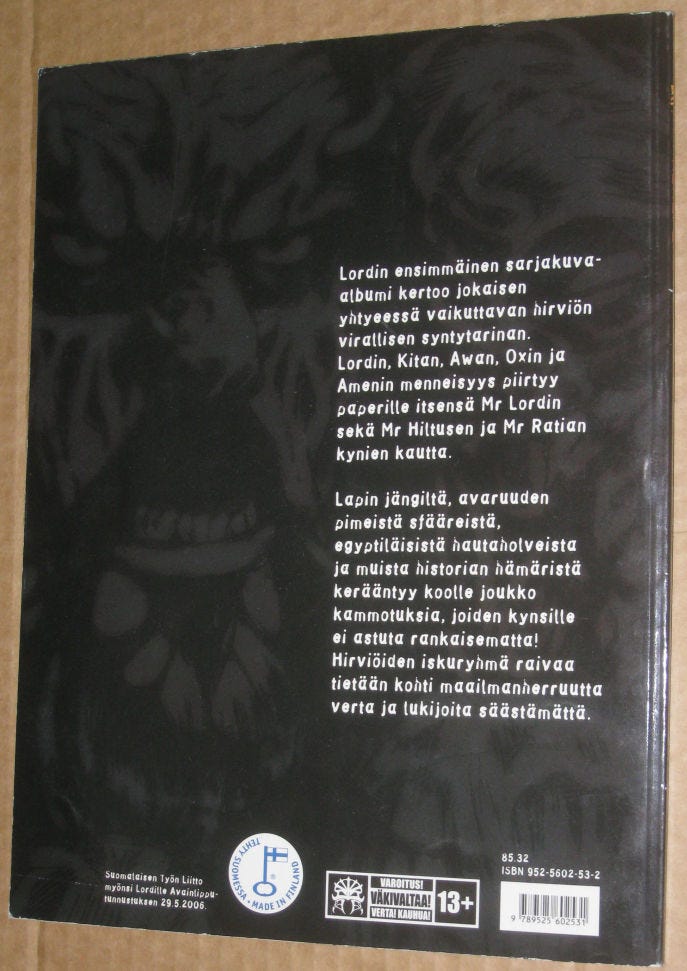 Lordin ensimmäinen sarjakuva-
albumi kertoo jokaisen
yhtyeessä vaikuttavan hirviön
virallisen syntytarinan.
Lordin, Kitan, Awan, Oxin ja
Amenin menneisyys piirtyy
paperille itsensä Mr Lordin
sekä Mr Hiltusen ja Mr Ratian
kynien kautta.
Lapin jängiltä, avaruuden
pimeistä sfääreistä,
egyptiläisistä hautaholveista
ja muista historian hämäristä
kerääntyy koolle joukko
kammotuksia, joiden kynsille
ei astuta rankaisematta!
Hirviöiden iskuryhmä raivaa
tietään kohti maailmanherruutta
verta ja lukijoita säästämättä.
Suomalaisen Työn Liitto
myönsi Lordille Avainlippu-
tunnustuksen 29.5.2006.
TEHTY SUOMESSA • MADE IN FINLAND
VAROITUS!
VÄKIVALTAA!
VERTA! KAUHUA!
13+
85.32
ISBN 952-5602-53-2
9 789525 602531